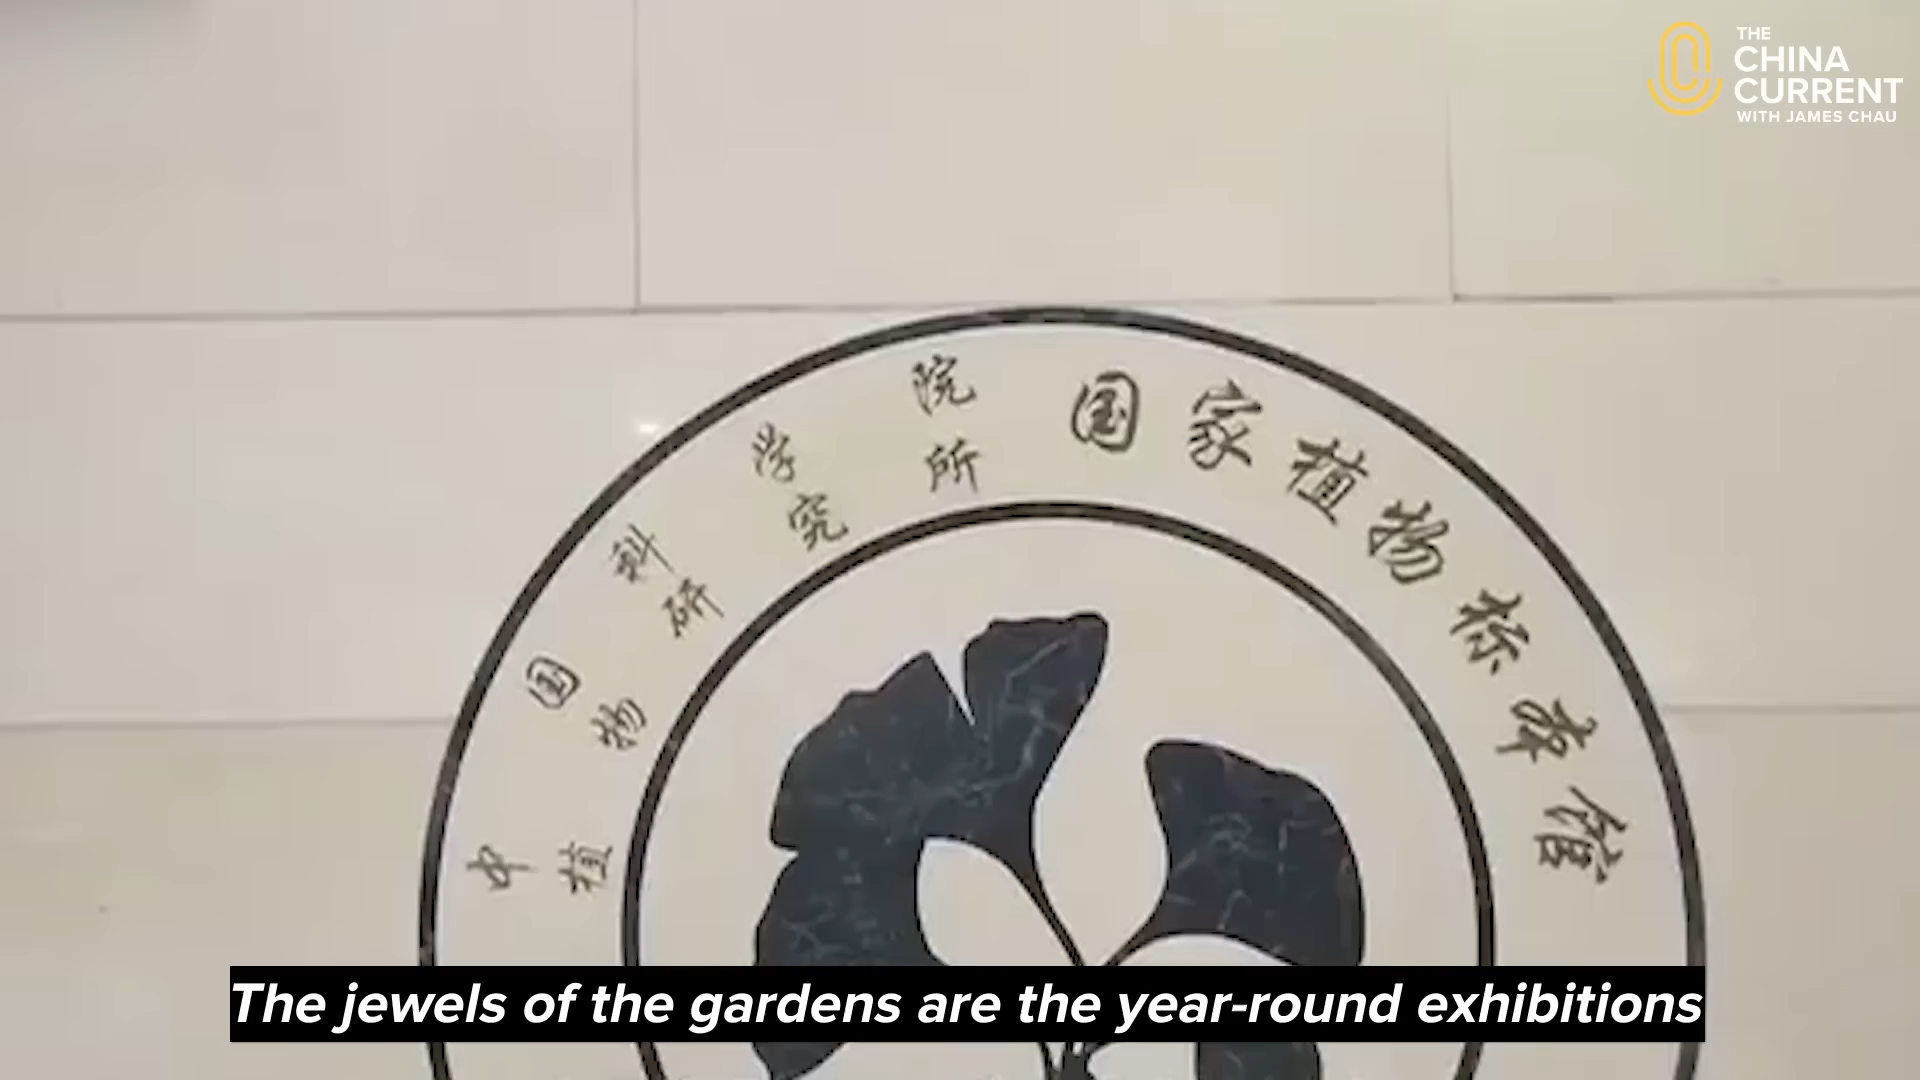 THE
CHINA
CURRENT
WITH JAMES CHAU
中国科学院
植物研究所
国家植物标本馆
The jewels of the gardens are the year-round exhibitions